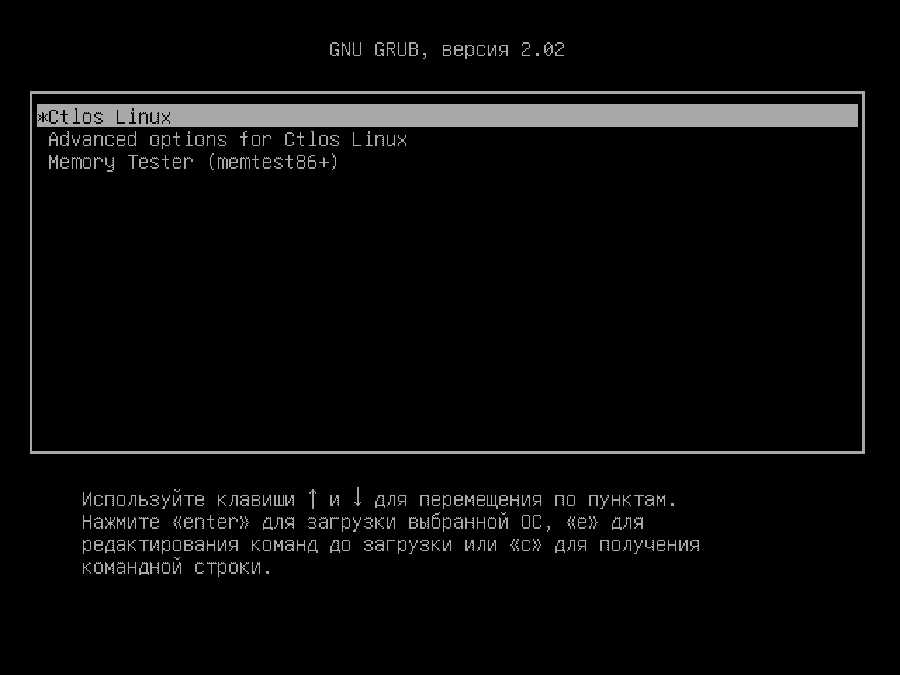 GNU GRUB, версия 2.02
*Ctlos Linux
Advanced options for Ctlos Linux
Memory Tester (memtest86+)
Используйте клавиши ↑ и ↓ для перемещения по пунктам.
Нажмите «enter» для загрузки выбранной ОС, «e» для
редактирования команд до загрузки или «c» для получения
командной строки.